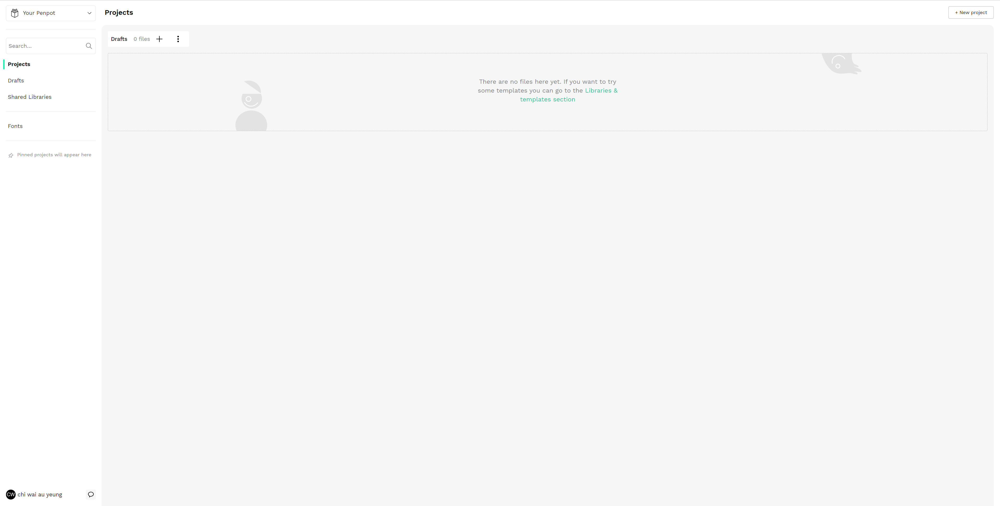 Your Penpot
Projects
+ New project
Search...
Drafts 0 files
Projects
Drafts
Shared Libraries
There are no files here yet. If you want to try
some templates you can go to the Libraries &
templates section
Fonts
Pinned projects will appear here
CW chi wai au yeung